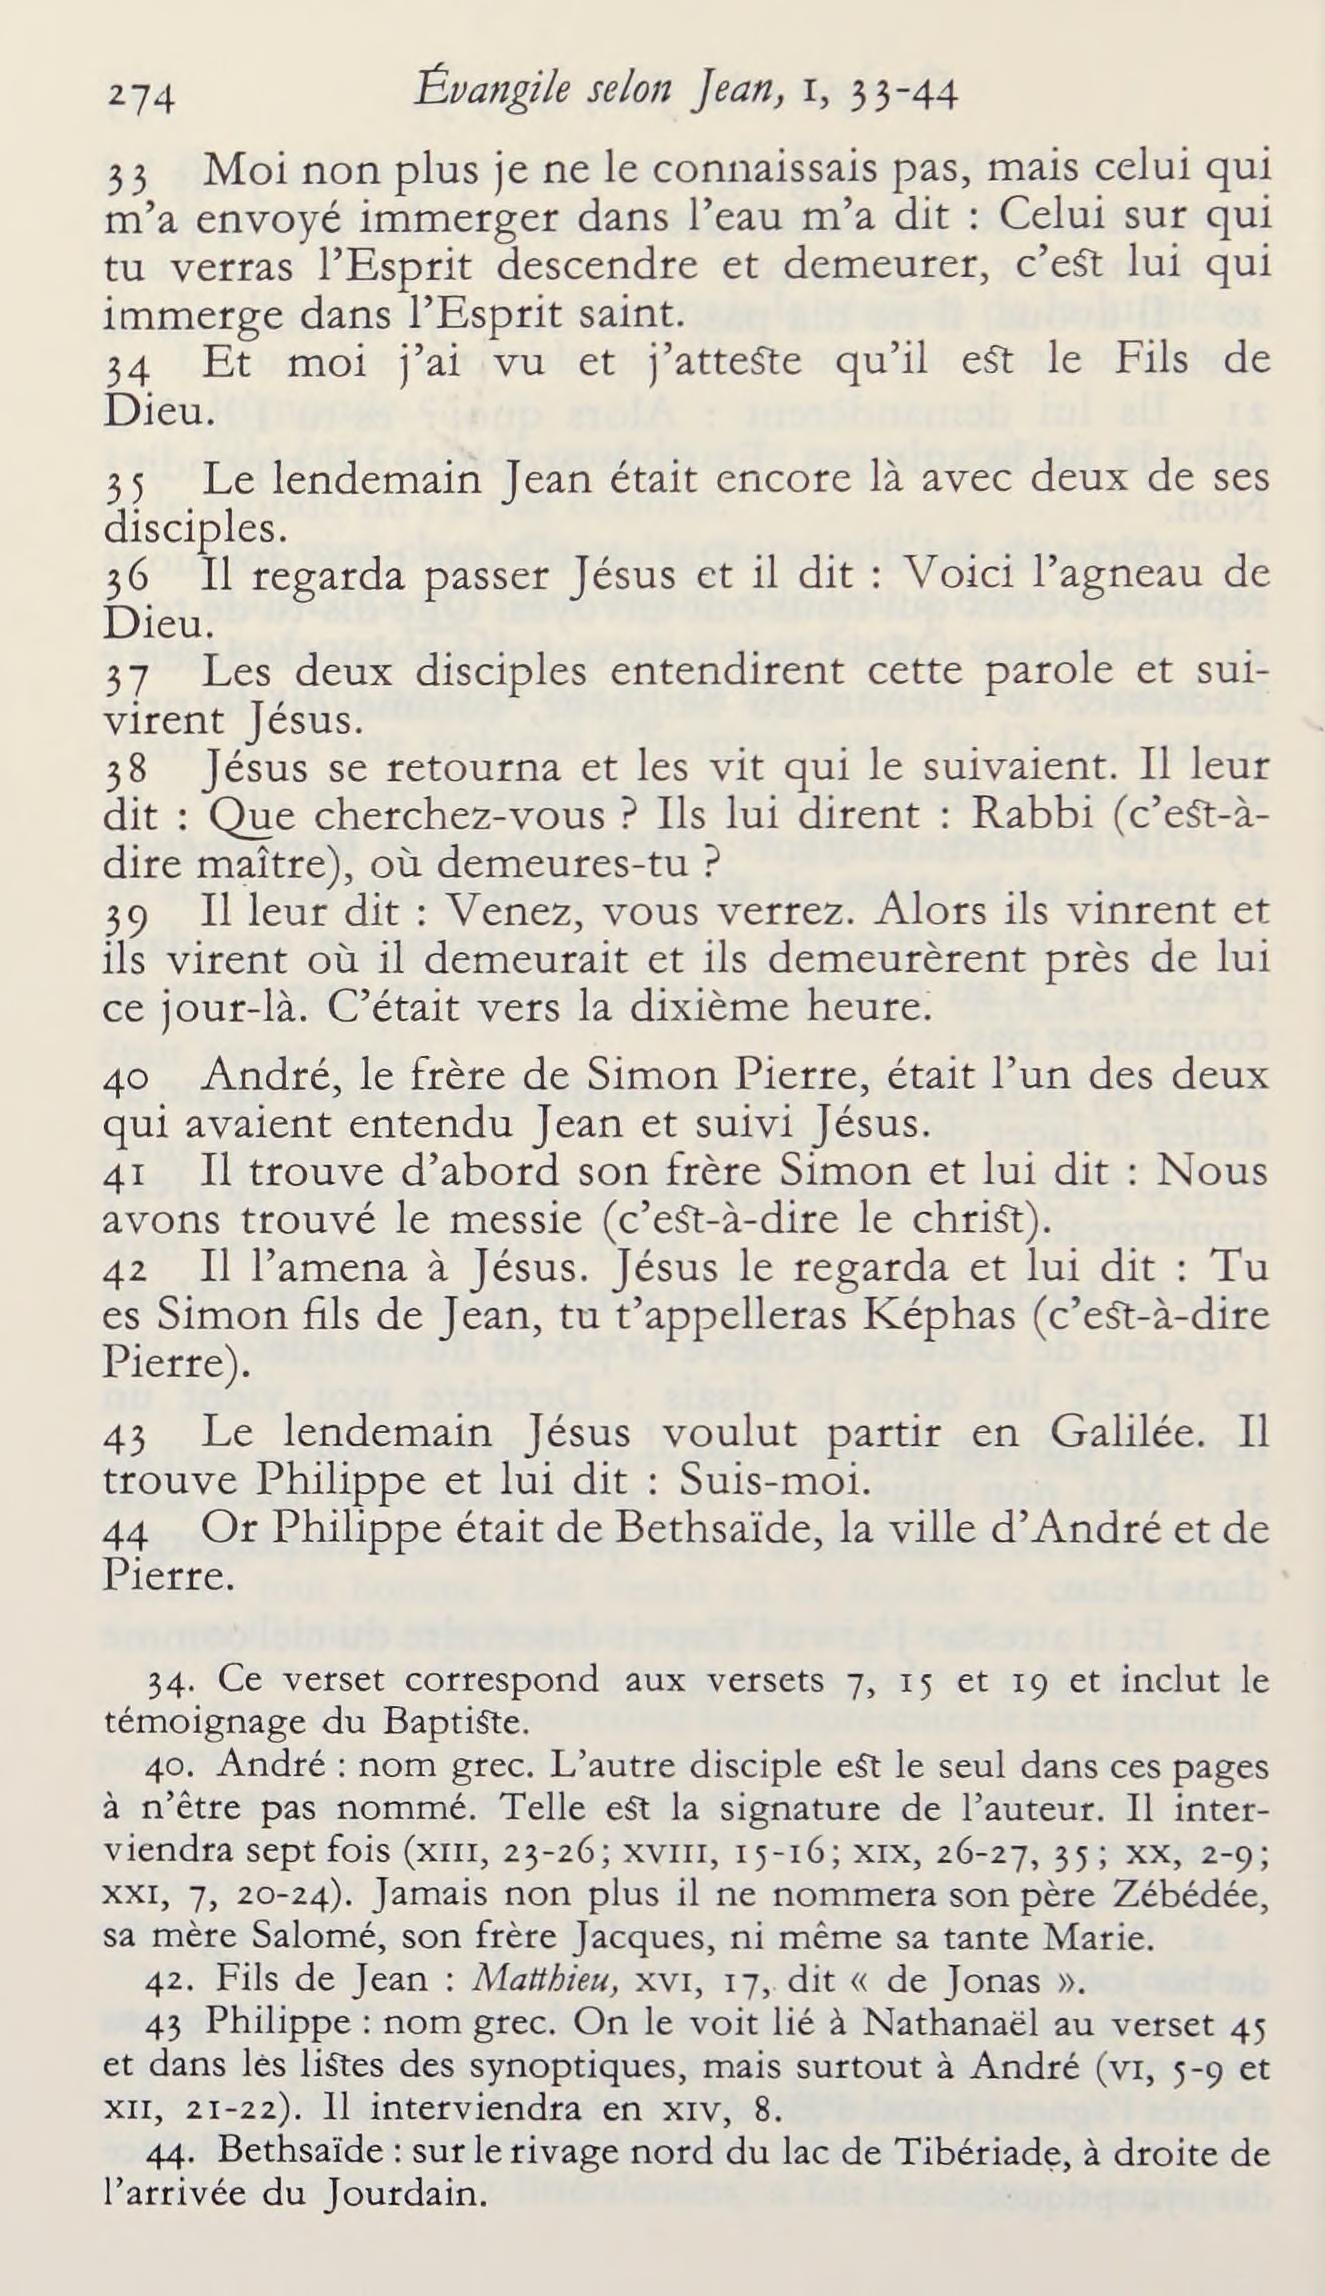 274 Évangile selon Jean, I, 33-44
33 Moi non plus je ne le connaissais pas, mais celui qui
m'a envoyé immerger dans l'eau m'a dit : Celui sur qui
tu verras l'Esprit descendre et demeurer, c'est lui qui
immerge dans l'Esprit saint.
34 Et moi j'ai vu et j'atteste qu'il est le Fils de
Dieu.
35 Le lendemain Jean était encore là avec deux de ses
disciples.
36 Il regarda passer Jésus et il dit : Voici l'agneau de
Dieu.
37 Les deux disciples entendirent cette parole et sui-
virent Jésus.
38 Jésus se retourna et les vit qui le suivaient. Il leur
dit : Que cherchez-vous ? Ils lui dirent : Rabbi (c'est-à-
dire maître), où demeures-tu ?
39 Il leur dit : Venez, vous verrez. Alors ils vinrent et
ils virent où il demeurait et ils demeurèrent près de lui
ce jour-là. C'était vers la dixième heure.
40 André, le frère de Simon Pierre, était l'un des deux
qui avaient entendu Jean et suivi Jésus.
41 Il trouve d'abord son frère Simon et lui dit : Nous
avons trouvé le messie (c'est-à-dire le christ).
42 Il l'amena à Jésus. Jésus le regarda et lui dit : Tu
es Simon fils de Jean, tu t'appelleras Képhas (c'est-à-dire
Pierre).
43 Le lendemain Jésus voulut partir en Galilée. Il
trouve Philippe et lui dit : Suis-moi.
44 Or Philippe était de Bethsaïde, la ville d'André et de
Pierre.
34. Ce verset correspond aux versets 7, 15 et 19 et inclut le
témoignage du Baptiste.
40. André : nom grec. L'autre disciple est le seul dans ces pages
à n'être pas nommé. Telle est la signature de l'auteur. Il inter-
viendra sept fois (XIII, 23-26; XVIII, 15-16; XIX, 26-27, 35; XX, 2-9;
XXI, 7, 20-24). Jamais non plus il ne nommera son père Zébédée,
sa mère Salomé, son frère Jacques, ni même sa tante Marie.
42. Fils de Jean : Matthieu, XVI, 17, dit « de Jonas ».
43 Philippe : nom grec. On le voit lié à Nathanaël au verset 45
et dans les listes des synoptiques, mais surtout à André (VI, 5-9 et
XII, 21-22). Il interviendra en XIV, 8.
44. Bethsaïde : sur le rivage nord du lac de Tibériade, à droite de
l'arrivée du Jourdain.